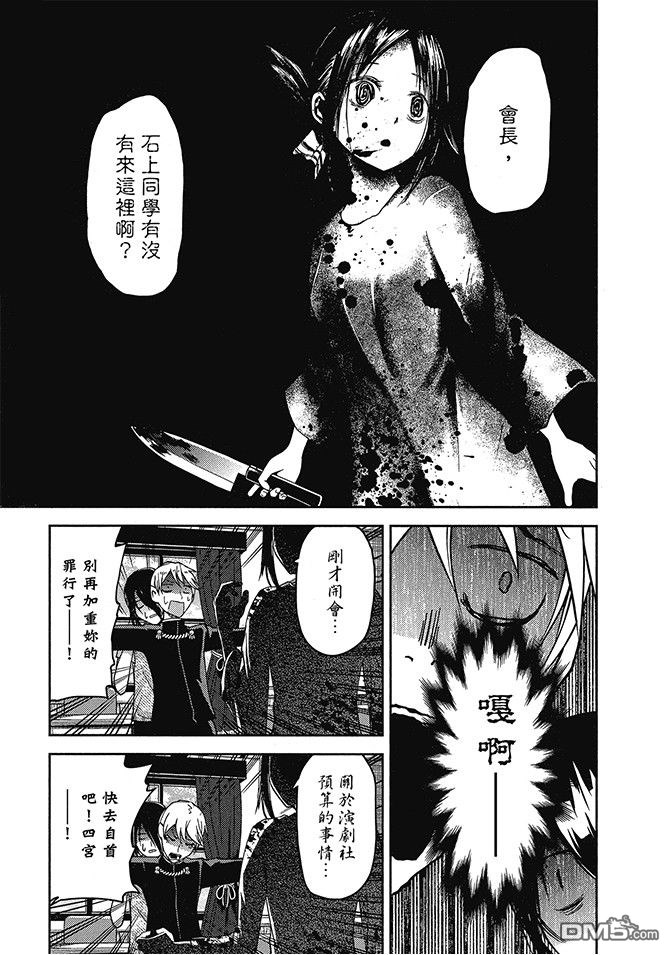 會長，
石上同學有沒
有來這裡啊？
嘎啊——
剛才開會…
別再加重妳的
罪行了——！
關於演劇社
預算的事情…
快去自首
吧！四宮
——！
DM5.com